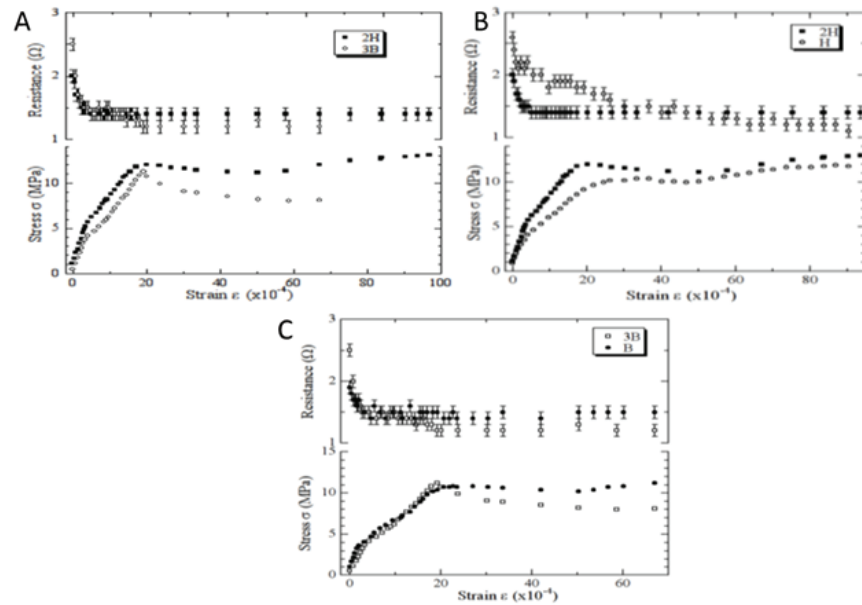 A
3
2H
3B
Resistance (Ω)
2
1
Stress σ (MPa)
10
5
0
0 20 40 60 80 100
Strain ε (x10⁻⁴)
B
3
2H
H
Resistance (Ω)
2
1
Stress σ (MPa)
10
5
0
0 20 40 60 80
Strain ε (x10⁻⁴)
C
3
3B
B
Resistance (Ω)
2
1
Stress σ (MPa)
15
10
5
0
0 20 40 60
Strain ε (x10⁻⁴)